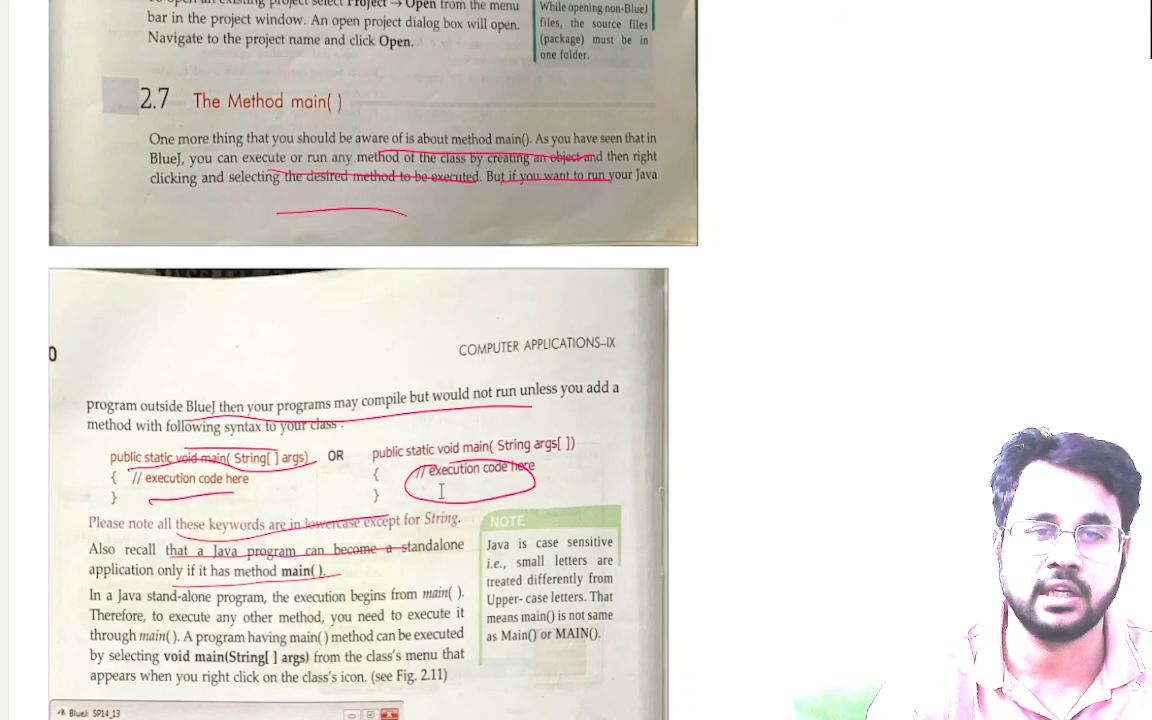 To open an existing project select Project → Open from the menu
bar in the project window. An open project dialog box will open.
Navigate to the project name and click Open.
While opening non-BlueJ
files, the source files
(package) must be in
one folder.
2.7 The Method main( )
One more thing that you should be aware of is about method main(). As you have seen that in
BlueJ, you can execute or run any method of the class by creating an object and then right
clicking and selecting the desired method to be executed. But if you want to run your Java
0
COMPUTER APPLICATIONS–IX
program outside BlueJ then your programs may compile but would not run unless you add a
method with following syntax to your class :
public static void main( String[ ] args) OR public static void main( String args[ ])
{ // execution code here
}
{ // execution code here
}
Please note all these keywords are in lowercase except for String.
Also recall that a Java program can become a standalone
application only if it has method main( ).
In a Java stand-alone program, the execution begins from main( ).
Therefore, to execute any other method, you need to execute it
through main( ). A program having main( ) method can be executed
by selecting void main(String[ ] args) from the class's menu that
appears when you right click on the class's icon. (see Fig. 2.11)
NOTE
Java is case sensitive
i.e., small letters are
treated differently from
Upper- case letters. That
means main() is not same
as Main() or MAIN().
BlueJ: SP14_13